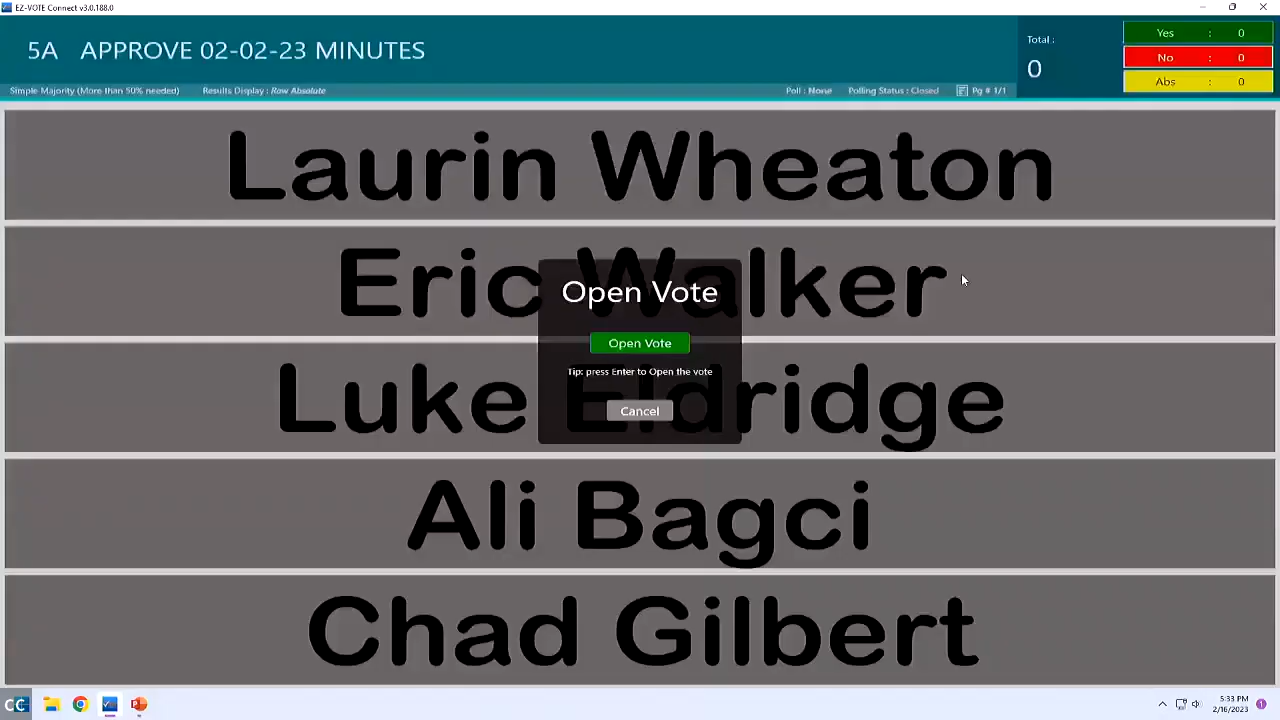 EZ-VOTE Connect v3.0.188.0
5A APPROVE 02-02-23 MINUTES
Total :
0
Yes : 0
No : 0
Abs : 0
Simple Majority (More than 50% needed) Results Display : Row Absolute Poll : None Polling Status : Closed Pg # 1/1
Laurin Wheaton
Eric Walker
Open Vote
Open Vote
Tip: press Enter to Open the vote
Luke Eldridge
Cancel
Ali Bagci
Chad Gilbert
CC
5:33 PM
2/16/2023
1